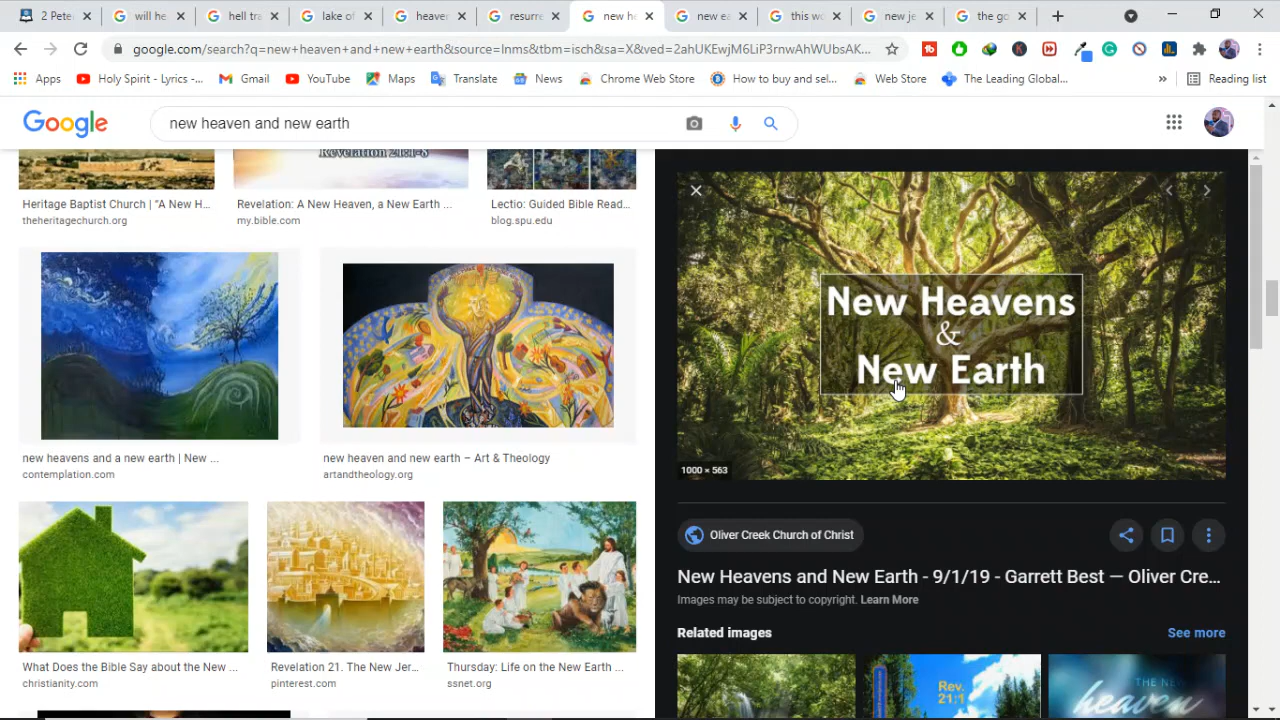 2 Peter
will he
hell tra
lake of
heaven
resurre
new he
new ea
this wo
new je
the go
google.com/search?q=new+heaven+and+new+earth&source=lnms&tbm=isch&sa=X&ved=2ahUKEwjM6LiP3rnwAhWUbsAK...
Apps
Holy Spirit - Lyrics -...
Gmail
YouTube
Maps
Translate
News
Chrome Web Store
How to buy and sel...
Web Store
The Leading Global...
»
Reading list
Google
new heaven and new earth
Revelation 21:1-8
Heritage Baptist Church | "A New H...
theheritagechurch.org
Revelation: A New Heaven, a New Earth ...
my.bible.com
Lectio: Guided Bible Read...
blog.spu.edu
new heavens and a new earth | New ...
contemplation.com
new heaven and new earth – Art & Theology
artandtheology.org
What Does the Bible Say about the New ...
christianity.com
Revelation 21. The New Jer...
pinterest.com
Thursday: Life on the New Earth ...
ssnet.org
New Heavens
&
New Earth
1000 × 563
Oliver Creek Church of Christ
New Heavens and New Earth - 9/1/19 - Garrett Best — Oliver Cre...
Images may be subject to copyright. Learn More
Related images
See more
Rev.
21:1
THE NE
heaven